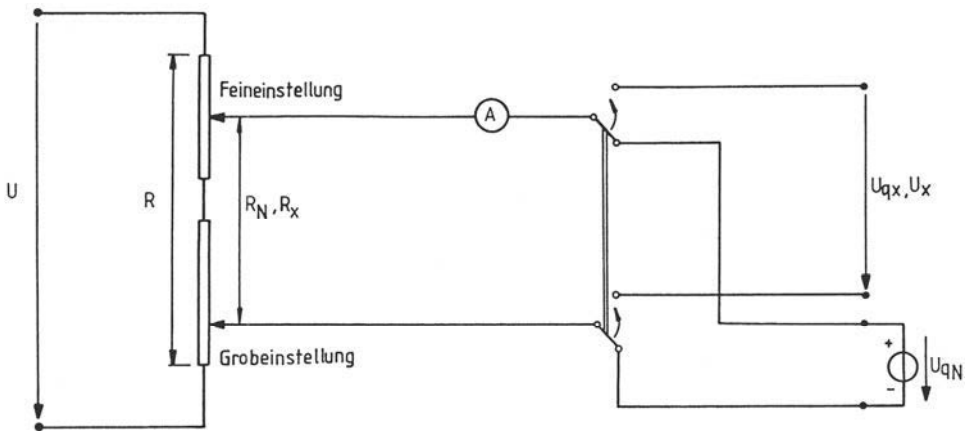 Feineinstellung
A
U
R
R_N, R_x
U_qx, U_x
Grobeinstellung
+
-
U_qN